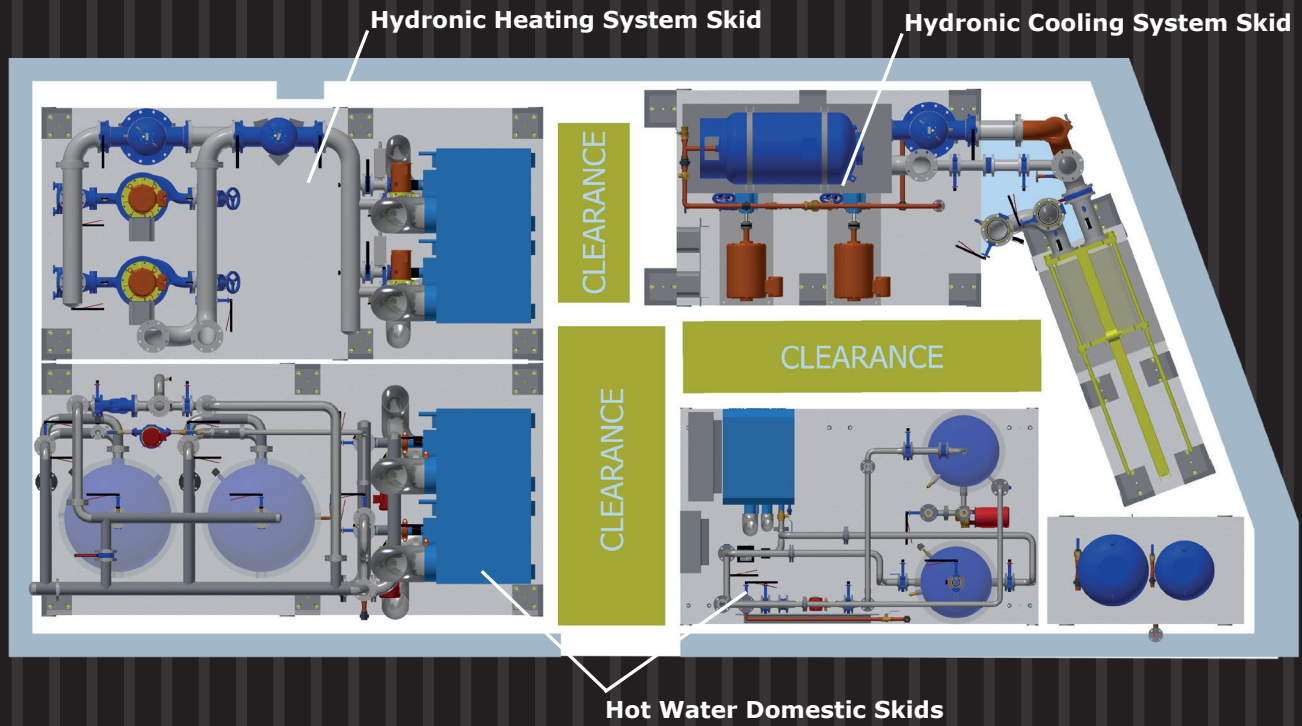 Hydronic Heating System Skid
Hydronic Cooling System Skid
CLEARANCE
CLEARANCE
CLEARANCE
Hot Water Domestic Skids